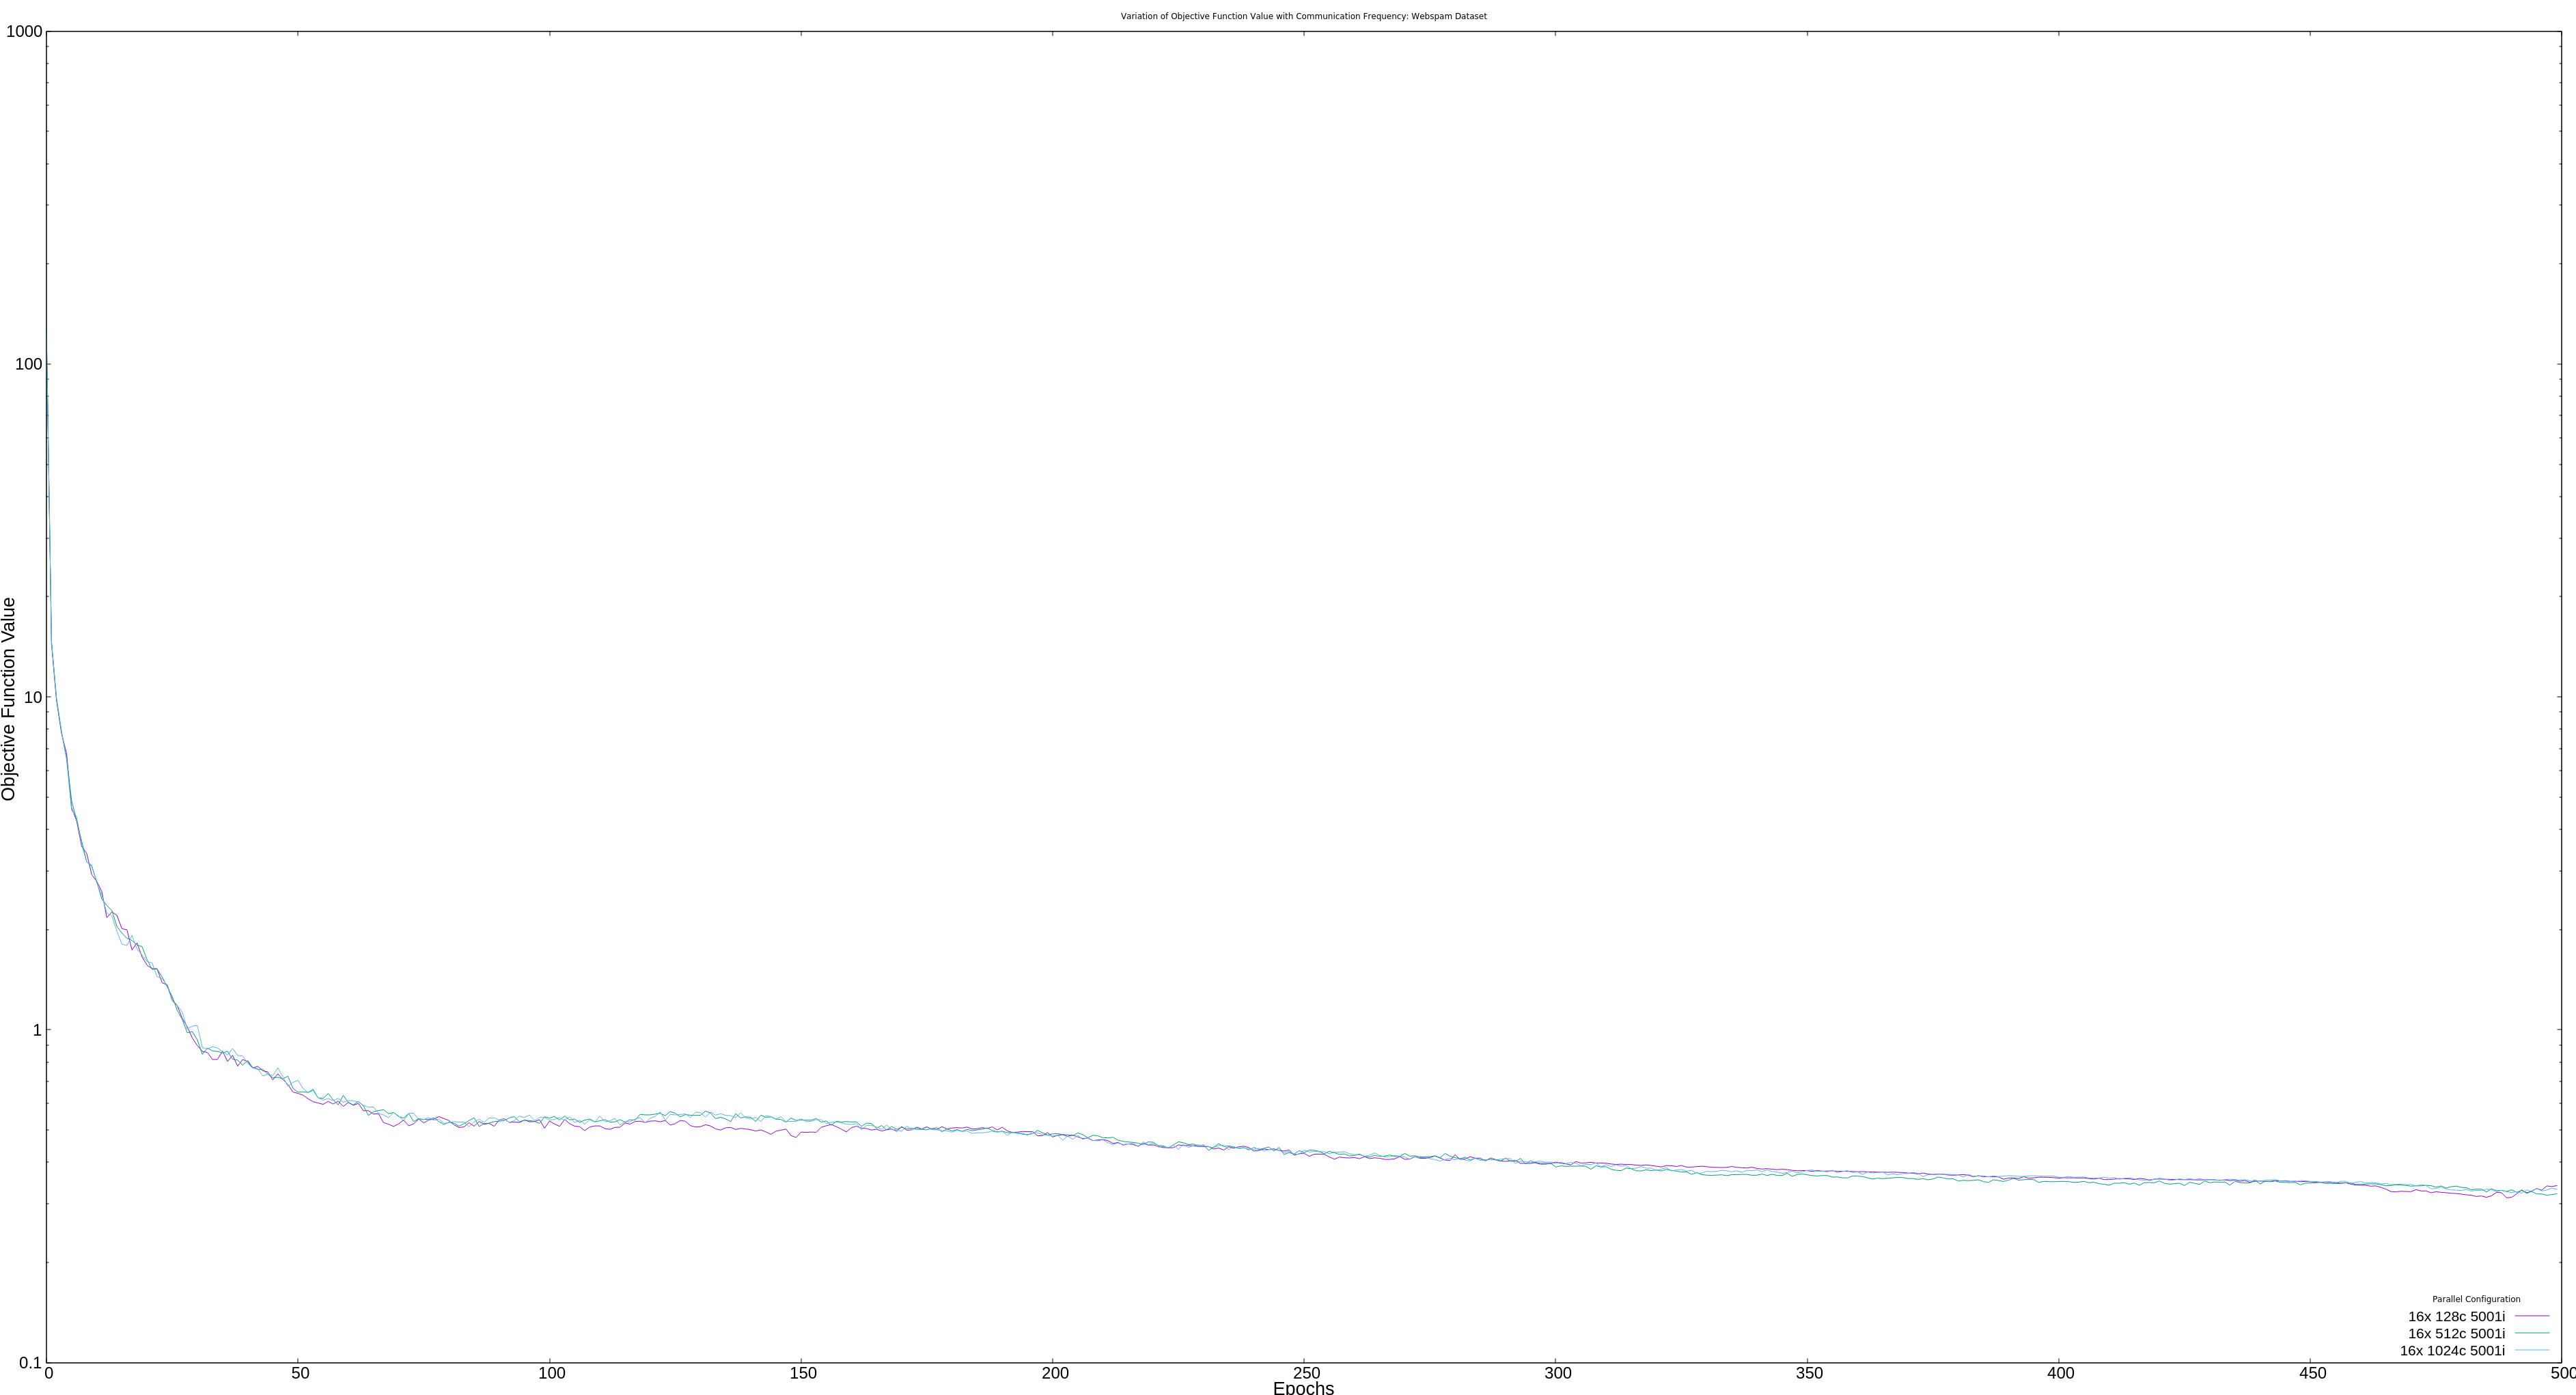 Variation of Objective Function Value with Communication Frequency: Webspam Dataset
1000
100
10
1
0.1
Objective Function Value
0 50 100 150 200 250 300 350 400 450 500
Epochs
Parallel Configuration
16x 128c 5001i
16x 512c 5001i
16x 1024c 5001i